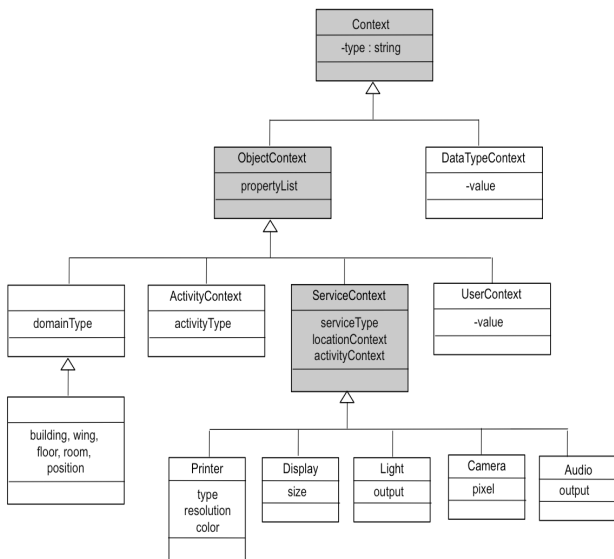 Context
-type : string
ObjectContext
propertyList
DataTypeContext
-value
domainType
ActivityContext
activityType
ServiceContext
serviceType
locationContext
activityContext
UserContext
-value
building, wing,
floor, room,
position
Printer
type
resolution
color
Display
size
Light
output
Camera
pixel
Audio
output